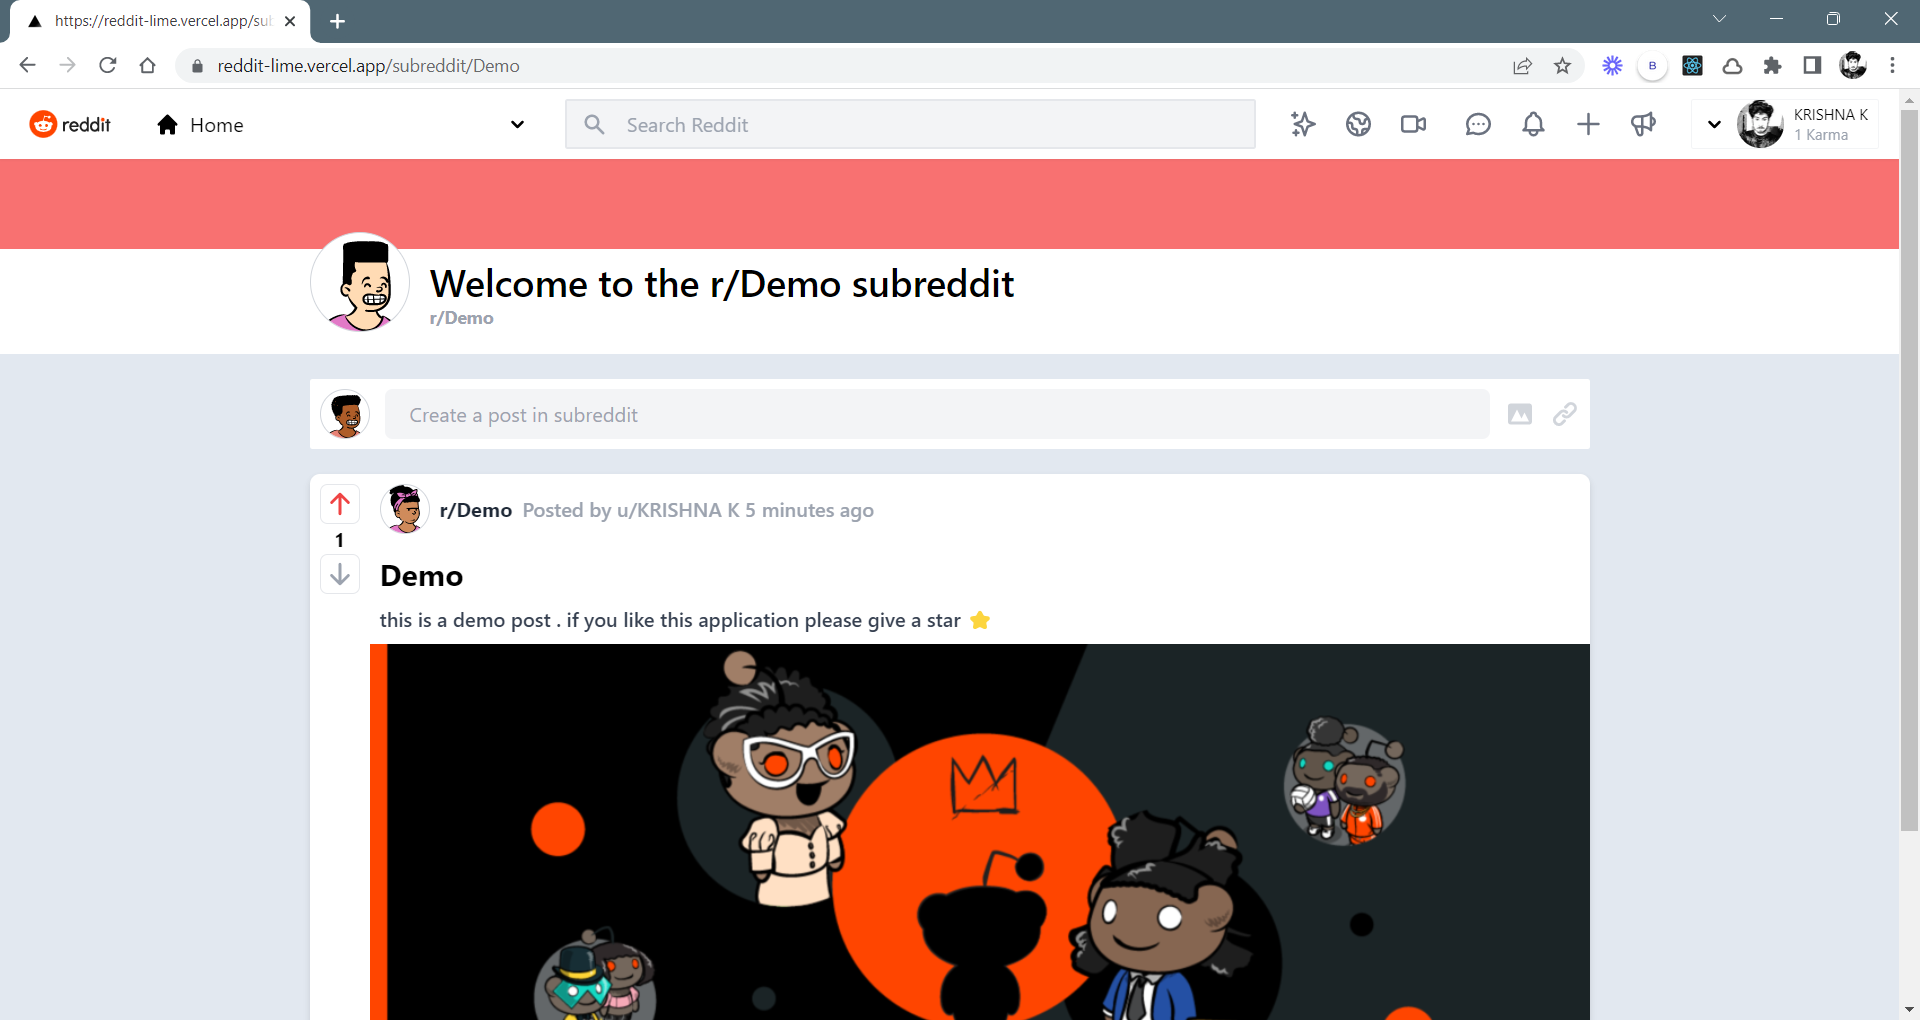 https://reddit-lime.vercel.app/sub
reddit-lime.vercel.app/subreddit/Demo
B
reddit
Home
Search Reddit
KRISHNA K
1 Karma
Welcome to the r/Demo subreddit
r/Demo
Create a post in subreddit
r/Demo Posted by u/KRISHNA K 5 minutes ago
1
Demo
this is a demo post . if you like this application please give a star ⭐